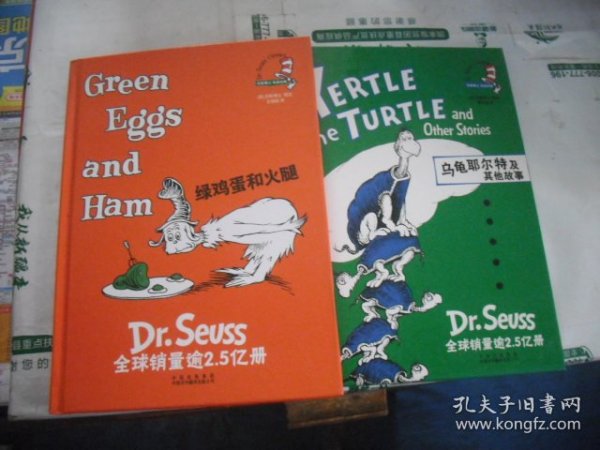 Green
Eggs
and
Ham
绿鸡蛋和火腿
Dr. Seuss
全球销量逾2.5亿册
YERTLE
the TURTLE and
Other Stories
乌龟耶尔特及
其他故事
Dr. Seuss
全球销量逾2.5亿册
孔夫子旧书网
www.kongfz.com